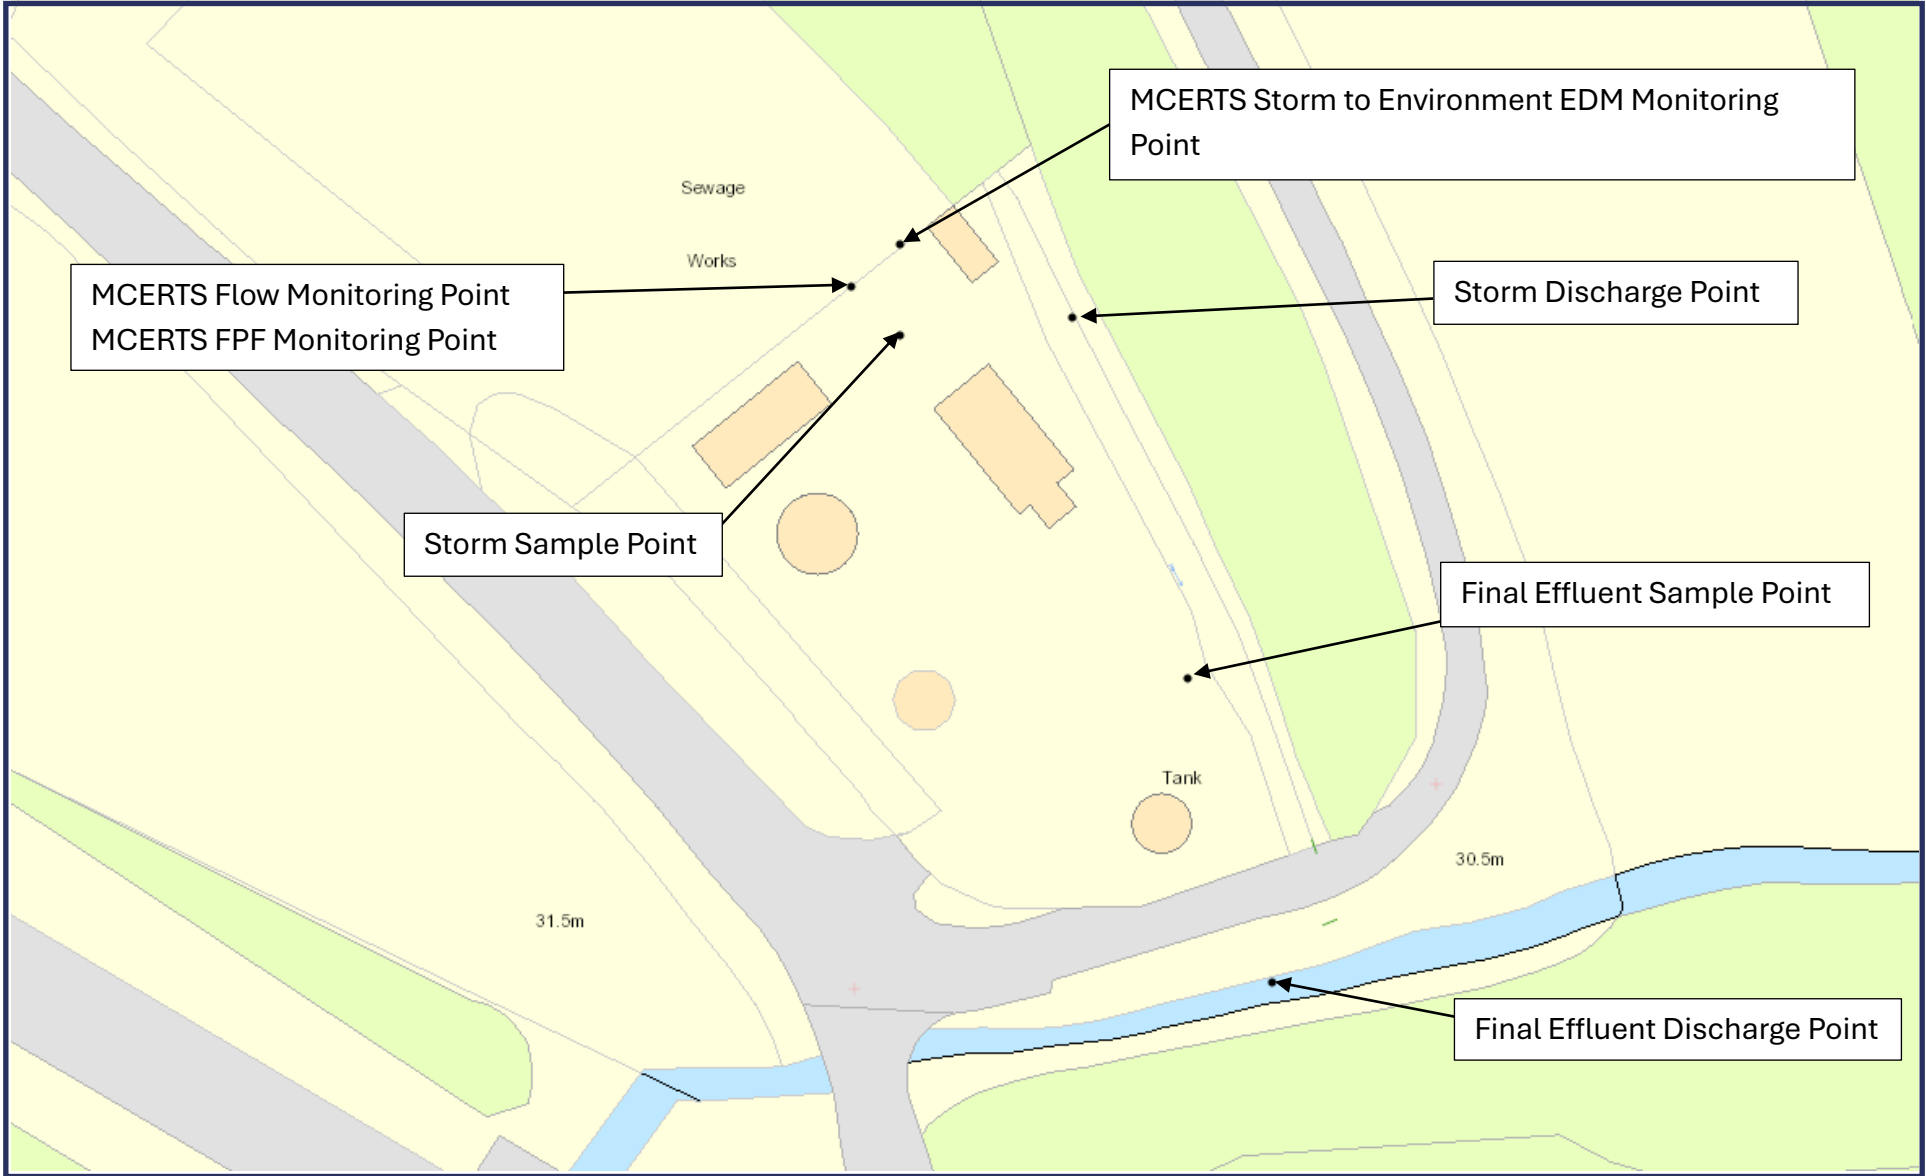 MCERTS Storm to Environment EDM Monitoring
Point
Sewage
Works
MCERTS Flow Monitoring Point
MCERTS FPF Monitoring Point
Storm Discharge Point
Storm Sample Point
Final Effluent Sample Point
Tank
30.5m
31.5m
Final Effluent Discharge Point